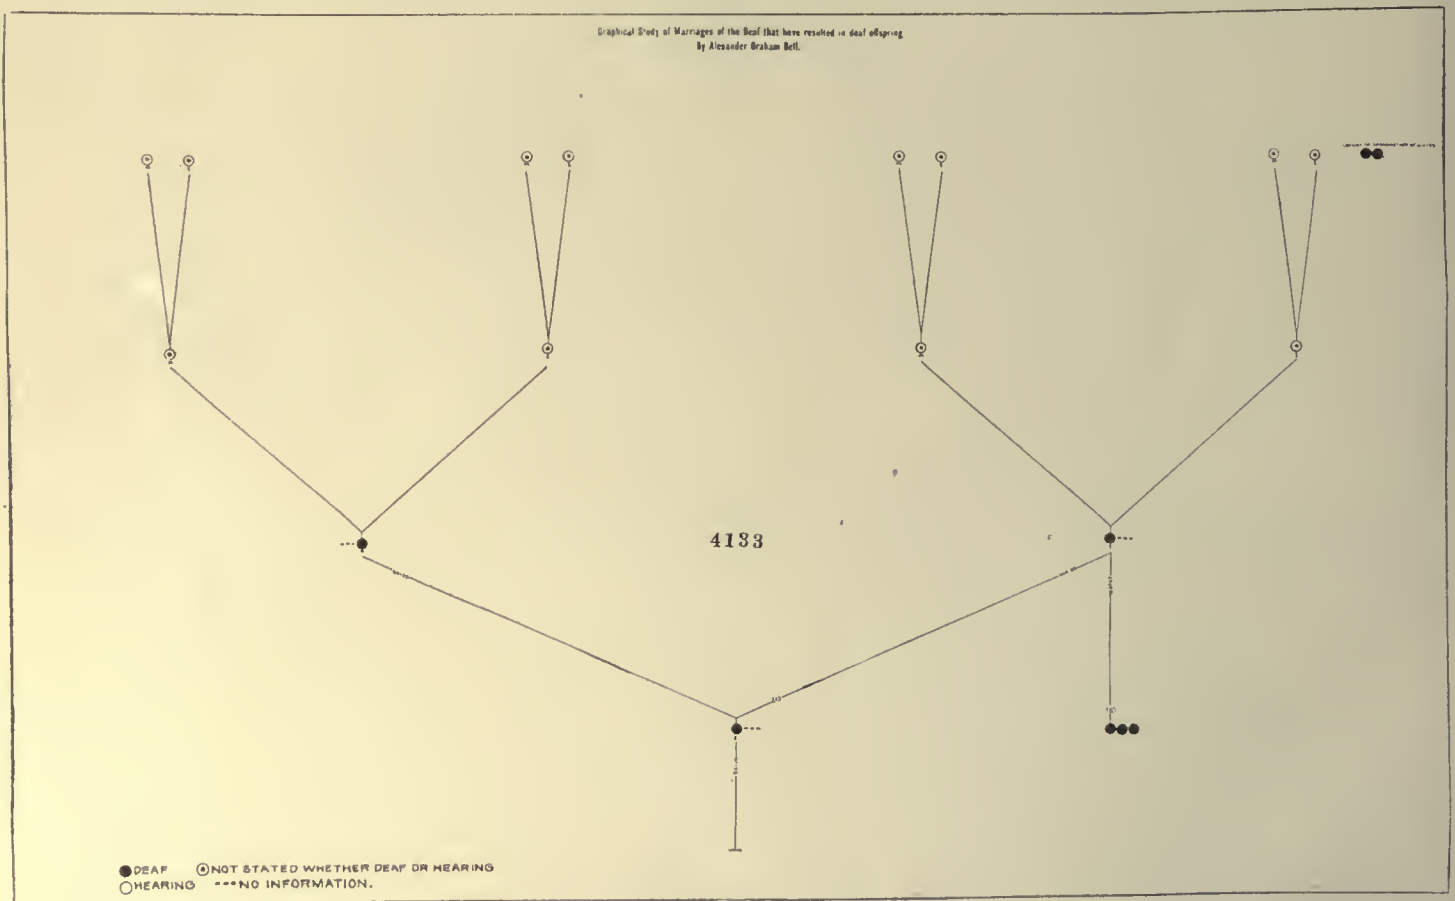 Graphical Study of Marriages of the Deaf that have resulted in deaf offspring
By Alexander Graham Bell.
4133
DEAF NOT STATED WHETHER DEAF OR HEARING
HEARING NO INFORMATION.